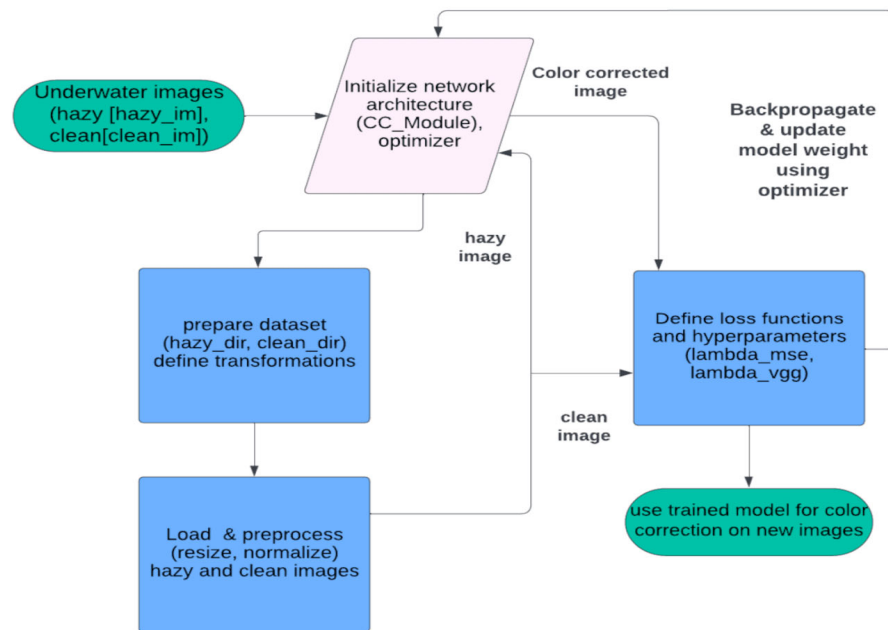 Underwater images
(hazy [hazy_im],
clean[clean_im])
Initialize network
architecture
(CC_Module),
optimizer
Color corrected
image
Backpropagate
& update
model weight
using
optimizer
hazy
image
prepare dataset
(hazy_dir, clean_dir)
define transformations
Define loss functions
and hyperparameters
(lambda_mse,
lambda_vgg)
clean
image
Load & preprocess
(resize, normalize)
hazy and clean images
use trained model for color
correction on new images